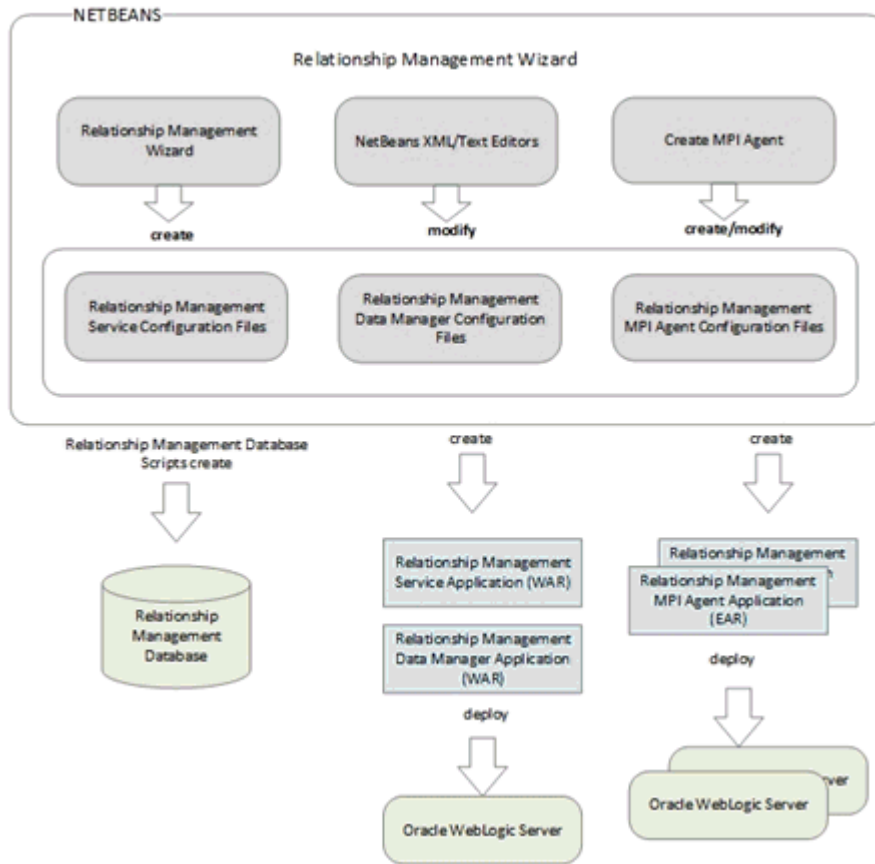 NETBEANS
Relationship Management Wizard
Relationship Management
Wizard
NetBeans XML/Text Editors
Create MPI Agent
create
modify
create/modify
Relationship Management
Service Configuration Files
Relationship Management
Data Manager Configuration
Files
Relationship Management
MPI Agent Configuration Files
Relationship Management Database
Scripts create
create
create
Relationship
Management
Database
Relationship Management
Service Application (WAR)
Relationship Management
Data Manager Application
(WAR)
Relationship Management
Relationship Management
MPI Agent Application
(EAR)
deploy
deploy
Oracle WebLogic Server
Oracle WebLogic Server